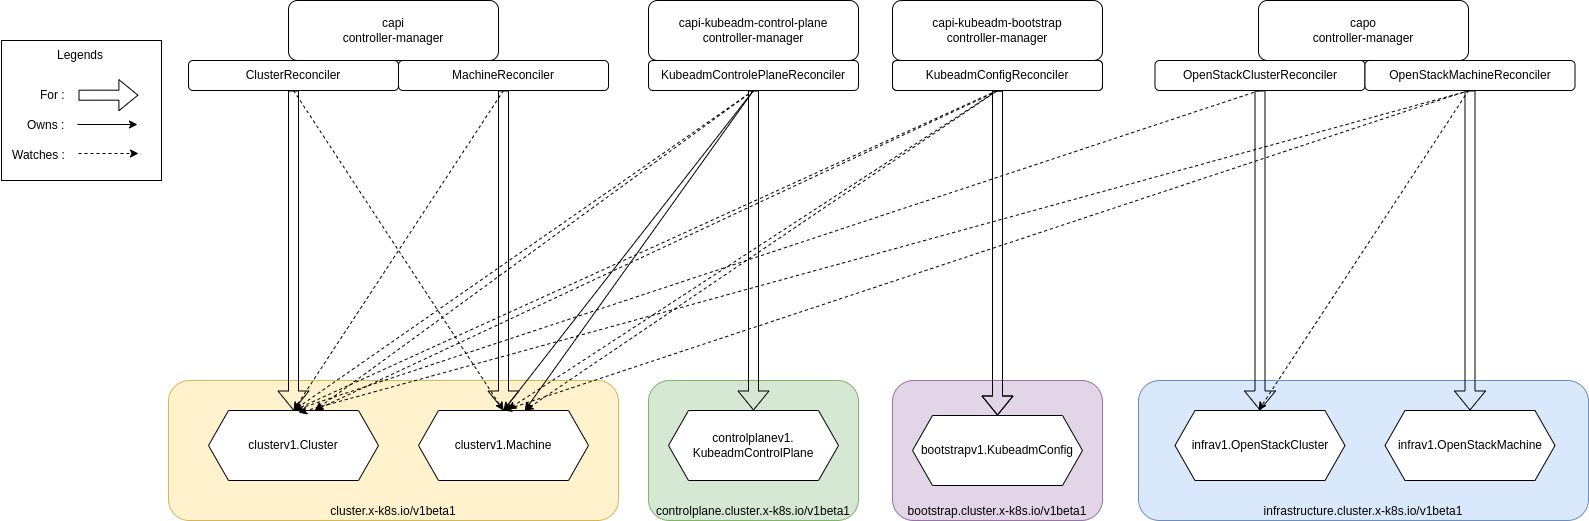 capi
controller-manager
capi-kubeadm-control-plane
controller-manager
capi-kubeadm-bootstrap
controller-manager
capo
controller-manager
Legends
For :
Owns :
Watches :
ClusterReconciler
MachineReconciler
KubeadmControlePlaneReconciler
KubeadmConfigReconciler
OpenStackClusterReconciler
OpenStackMachineReconciler
clusterv1.Cluster
clusterv1.Machine
controlplanev1.
KubeadmControlPlane
bootstrapv1.KubeadmConfig
infrav1.OpenStackCluster
infrav1.OpenStackMachine
cluster.x-k8s.io/v1beta1
controlplane.cluster.x-k8s.io/v1beta1
bootstrap.cluster.x-k8s.io/v1beta1
infrastructure.cluster.x-k8s.io/v1beta1